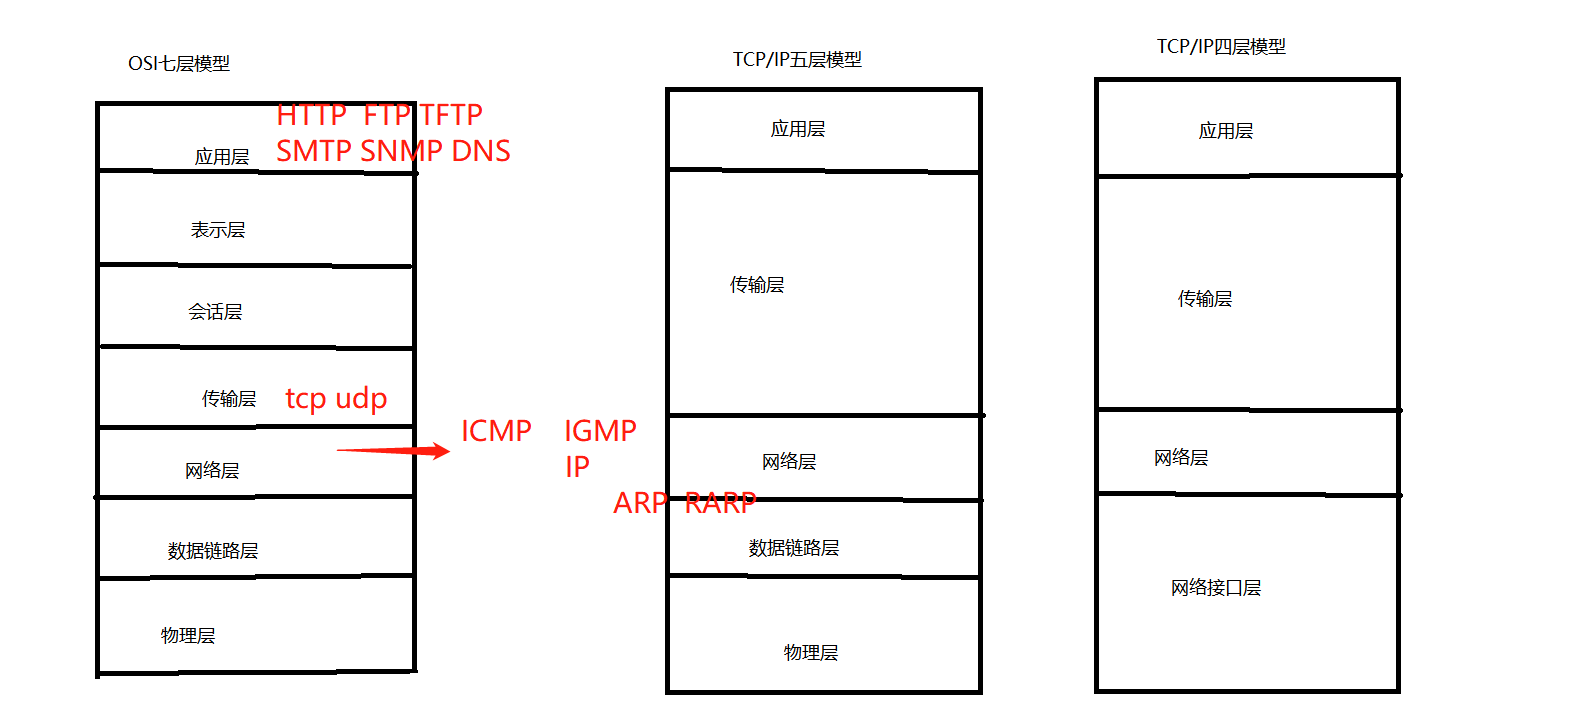 OSI七层模型
HTTP FTP TFTP
SMTP SNMP DNS
应用层
表示层
会话层
传输层
tcp udp
网络层
ICMP IGMP
IP
ARP RARP
数据链路层
物理层
TCP/IP五层模型
应用层
传输层
网络层
数据链路层
物理层
TCP/IP四层模型
应用层
传输层
网络层
网络接口层